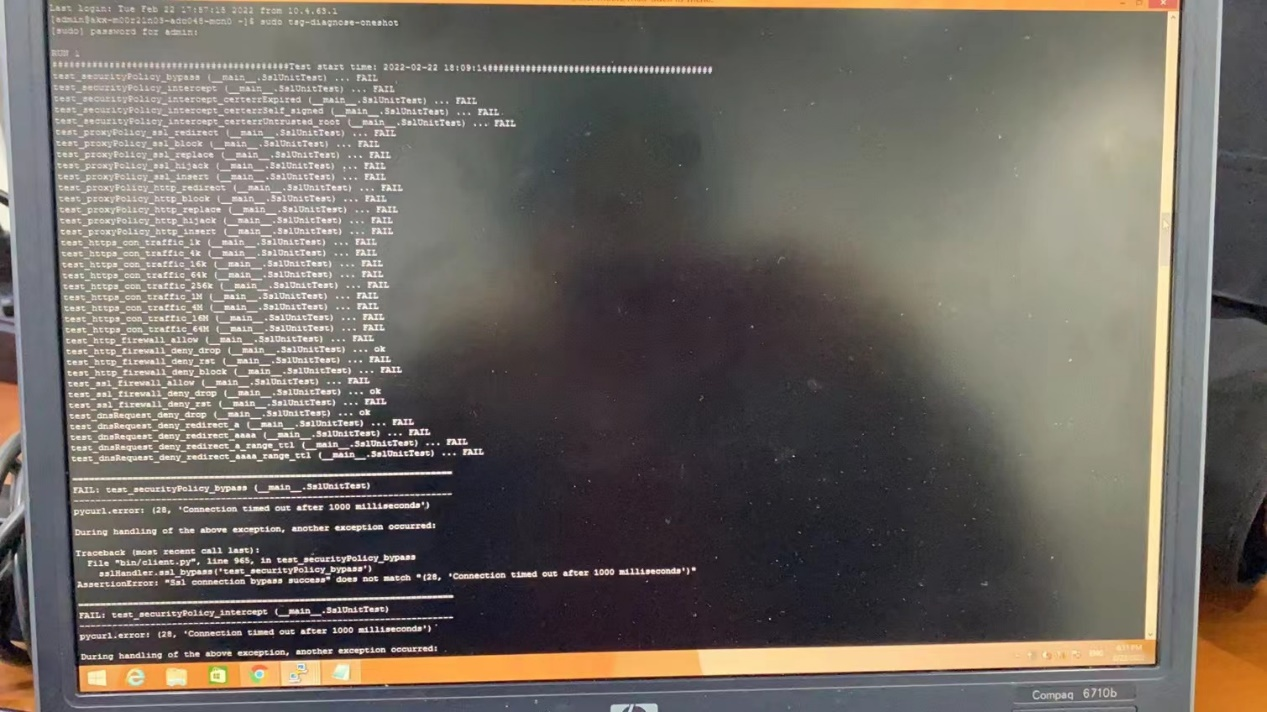 Last login: Tue Feb 22 17:57:18 2022 from 10.4.63.1
~]$ sudo tsg-diagnose-oneshot
[sudo] password for admin:
RUN 1
Test start time: 2022-02-22 18:09:14
test_securityPolicy_bypass (__main__.SslUnitTest) ... FAIL
test_securityPolicy_intercept (__main__.SslUnitTest) ... FAIL
test_securityPolicy_intercept_certerrExpired (__main__.SslUnitTest) ... FAIL
test_securityPolicy_intercept_certerrSelf_signed (__main__.SslUnitTest) ... FAIL
test_securityPolicy_intercept_certerrUntrusted_root (__main__.SslUnitTest) ... FAIL
test_proxyPolicy_ssl_redirect (__main__.SslUnitTest) ... FAIL
test_proxyPolicy_ssl_block (__main__.SslUnitTest) ... FAIL
test_proxyPolicy_ssl_replace (__main__.SslUnitTest) ... FAIL
test_proxyPolicy_ssl_hijack (__main__.SslUnitTest) ... FAIL
test_proxyPolicy_ssl_insert (__main__.SslUnitTest) ... FAIL
test_proxyPolicy_http_redirect (__main__.SslUnitTest) ... FAIL
test_proxyPolicy_http_block (__main__.SslUnitTest) ... FAIL
test_proxyPolicy_http_replace (__main__.SslUnitTest) ... FAIL
test_proxyPolicy_http_hijack (__main__.SslUnitTest) ... FAIL
test_proxyPolicy_http_insert (__main__.SslUnitTest) ... FAIL
test_https_con_traffic_1k (__main__.SslUnitTest) ... FAIL
test_https_con_traffic_4k (__main__.SslUnitTest) ... FAIL
test_https_con_traffic_16k (__main__.SslUnitTest) ... FAIL
test_https_con_traffic_64k (__main__.SslUnitTest) ... FAIL
test_https_con_traffic_256k (__main__.SslUnitTest) ... FAIL
test_https_con_traffic_1M (__main__.SslUnitTest) ... FAIL
test_https_con_traffic_4M (__main__.SslUnitTest) ... FAIL
test_https_con_traffic_16M (__main__.SslUnitTest) ... FAIL
test_https_con_traffic_64M (__main__.SslUnitTest) ... FAIL
test_http_firewall_allow (__main__.SslUnitTest) ... FAIL
test_http_firewall_deny_drop (__main__.SslUnitTest) ... ok
test_http_firewall_deny_rst (__main__.SslUnitTest) ... FAIL
test_http_firewall_deny_block (__main__.SslUnitTest) ... FAIL
test_ssl_firewall_allow (__main__.SslUnitTest) ... FAIL
test_ssl_firewall_deny_drop (__main__.SslUnitTest) ... ok
test_ssl_firewall_deny_rst (__main__.SslUnitTest) ... FAIL
test_dnsRequest_deny_drop (__main__.SslUnitTest) ... ok
test_dnsRequest_deny_redirect_a (__main__.SslUnitTest) ... FAIL
test_dnsRequest_deny_redirect_aaaa (__main__.SslUnitTest) ... FAIL
test_dnsRequest_deny_redirect_a_range_ttl (__main__.SslUnitTest) ... FAIL
test_dnsRequest_deny_redirect_aaaa_range_ttl (__main__.SslUnitTest) ... FAIL
FAIL: test_securityPolicy_bypass (__main__.SslUnitTest)
pycurl.error: (28, 'Connection timed out after 1000 milliseconds')
During handling of the above exception, another exception occurred:
Traceback (most recent call last):
File "bin/client.py", line 965, in test_securityPolicy_bypass
sslHandler.ssl_bypass('test_securityPolicy_bypass')
AssertionError: "Ssl connection bypass success" does not match "(28, 'Connection timed out after 1000 milliseconds')"
FAIL: test_securityPolicy_intercept (__main__.SslUnitTest)
pycurl.error: (28, 'Connection timed out after 1000 milliseconds')
During handling of the above exception, another exception occurred:
Compaq 6710b